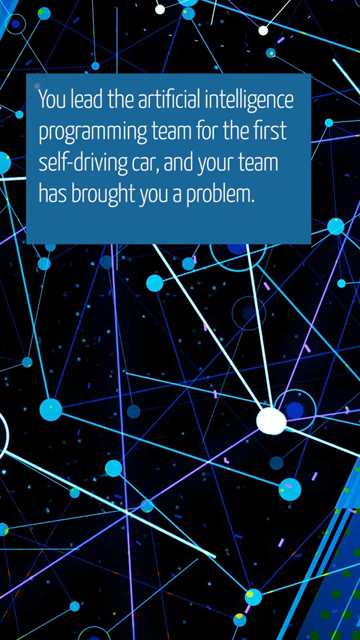 You lead the artificial intelligence
programming team for the first
self-driving car, and your team
has brought you a problem.